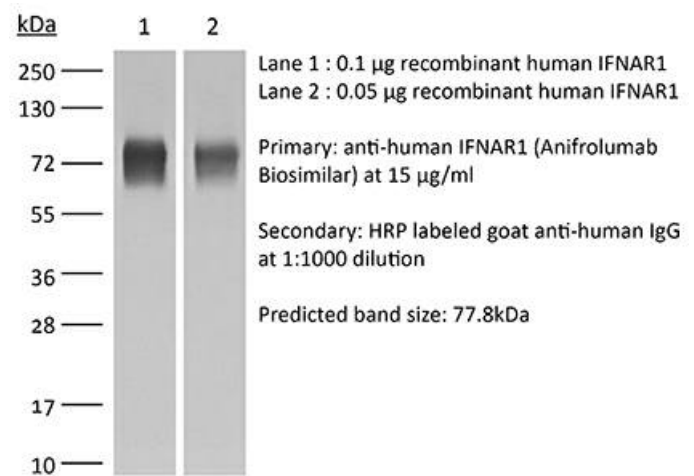 kDa 1 2
250
130
72
55
36
28
17
10
Lane 1 : 0.1 µg recombinant human IFNAR1
Lane 2 : 0.05 µg recombinant human IFNAR1
Primary: anti-human IFNAR1 (Anifrolumab
Biosimilar) at 15 µg/ml
Secondary: HRP labeled goat anti-human IgG
at 1:1000 dilution
Predicted band size: 77.8kDa